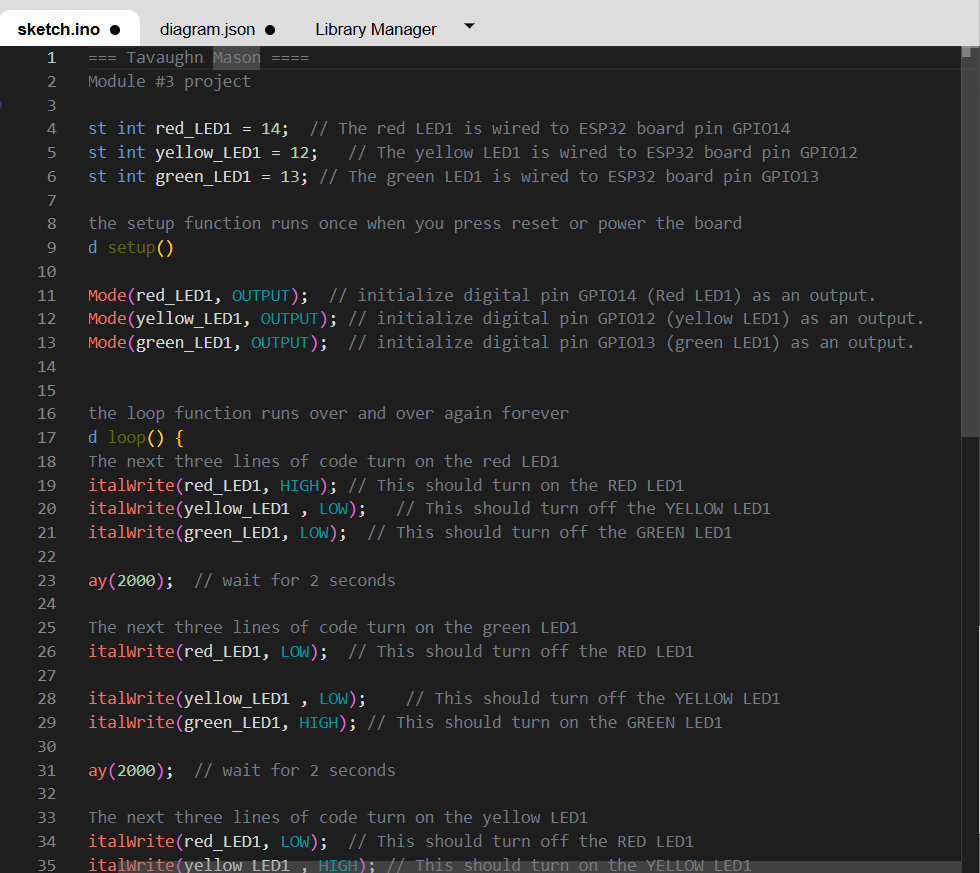 sketch.ino ● diagram.json ● Library Manager
1 === Tavaughn Mason ====
2 Module #3 project
3
4 st int red_LED1 = 14;  // The red LED1 is wired to ESP32 board pin GPIO14
5 st int yellow_LED1 = 12;   // The yellow LED1 is wired to ESP32 board pin GPIO12
6 st int green_LED1 = 13; // The green LED1 is wired to ESP32 board pin GPIO13
7
8 the setup function runs once when you press reset or power the board
9 d setup()
10
11 Mode(red_LED1, OUTPUT);  // initialize digital pin GPIO14 (Red LED1) as an output.
12 Mode(yellow_LED1, OUTPUT); // initialize digital pin GPIO12 (yellow LED1) as an output.
13 Mode(green_LED1, OUTPUT);  // initialize digital pin GPIO13 (green LED1) as an output.
14
15
16 the loop function runs over and over again forever
17 d loop() {
18 The next three lines of code turn on the red LED1
19 italWrite(red_LED1, HIGH); // This should turn on the RED LED1
20 italWrite(yellow_LED1 , LOW);   // This should turn off the YELLOW LED1
21 italWrite(green_LED1, LOW);  // This should turn off the GREEN LED1
22
23 ay(2000);  // wait for 2 seconds
24
25 The next three lines of code turn on the green LED1
26 italWrite(red_LED1, LOW);  // This should turn off the RED LED1
27
28 italWrite(yellow_LED1 , LOW);    // This should turn off the YELLOW LED1
29 italWrite(green_LED1, HIGH); // This should turn on the GREEN LED1
30
31 ay(2000);  // wait for 2 seconds
32
33 The next three lines of code turn on the yellow LED1
34 italWrite(red_LED1, LOW);  // This should turn off the RED LED1
35 italWrite(yellow_LED1 , HIGH); // This should turn on the YELLOW LED1